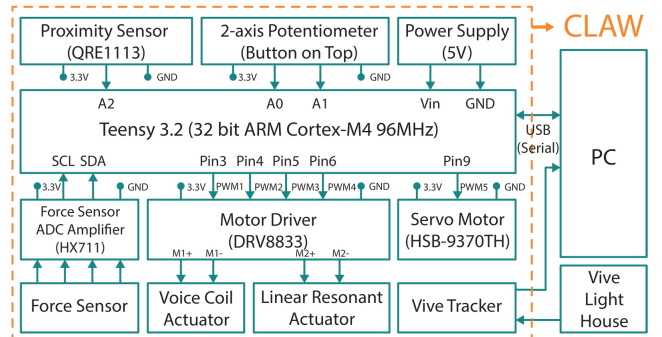 CLAW
Proximity Sensor
(QRE1113)
2-axis Potentiometer
(Button on Top)
Power Supply
(5V)
3.3V
GND
3.3V
GND
A2
A0
A1
Vin
GND
Teensy 3.2 (32 bit ARM Cortex-M4 96MHz)
USB
(Serial)
PC
SCL SDA
Pin3
Pin4
Pin5
Pin6
Pin9
3.3V
GND
3.3V
PWM1
PWM2
PWM3
PWM4
GND
3.3V
PWM5
GND
Force Sensor
ADC Amplifier
(HX711)
Motor Driver
(DRV8833)
M1+
M1-
M2+
M2-
Servo Motor
(HSB-9370TH)
Force Sensor
Voice Coil
Actuator
Linear Resonant
Actuator
Vive Tracker
Vive
Light
House